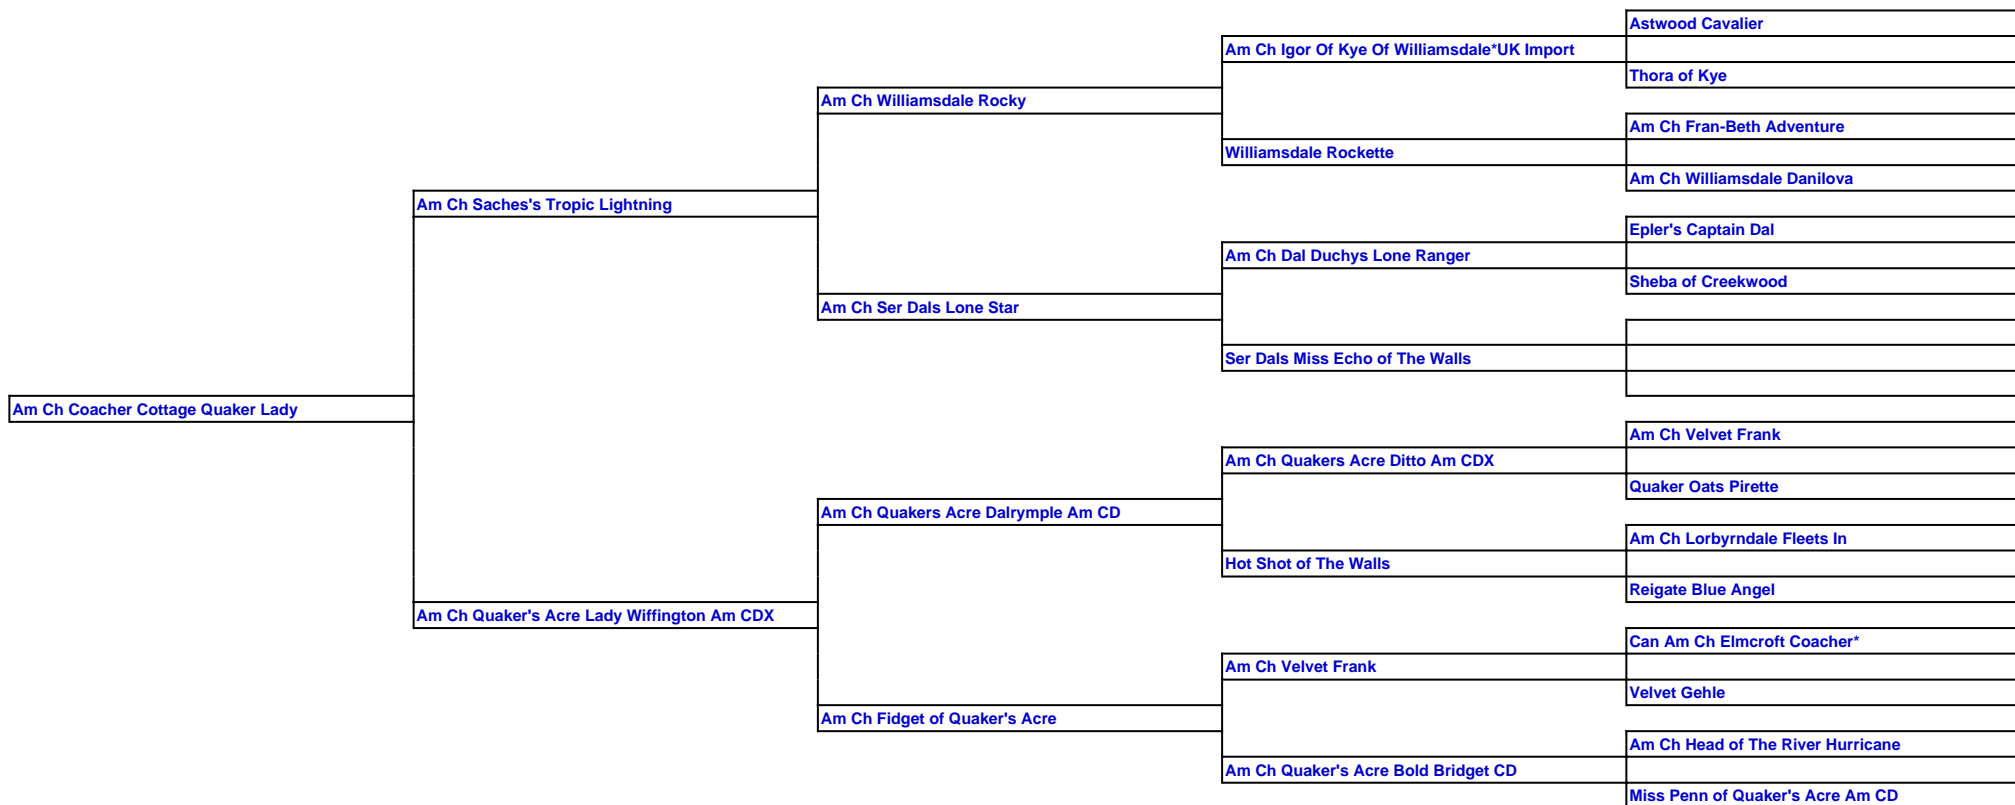 Astwood Cavalier
Am Ch Igor Of Kye Of Williamsdale*UK Import
Thora of Kye
Am Ch Williamsdale Rocky
Am Ch Fran-Beth Adventure
Williamsdale Rockette
Am Ch Williamsdale Danilova
Am Ch Saches's Tropic Lightning
Epler's Captain Dal
Am Ch Dal Duchys Lone Ranger
Sheba of Creekwood
Am Ch Ser Dals Lone Star
Ser Dals Miss Echo of The Walls
Am Ch Coacher Cottage Quaker Lady
Am Ch Velvet Frank
Am Ch Quakers Acre Ditto Am CDX
Quaker Oats Pirette
Am Ch Quakers Acre Dalrymple Am CD
Am Ch Lorbyrndale Fleets In
Hot Shot of The Walls
Reigate Blue Angel
Am Ch Quaker's Acre Lady Wiffington Am CDX
Can Am Ch Elmcroft Coacher*
Am Ch Velvet Frank
Velvet Gehle
Am Ch Fidget of Quaker's Acre
Am Ch Head of The River Hurricane
Am Ch Quaker's Acre Bold Bridget CD
Miss Penn of Quaker's Acre Am CD